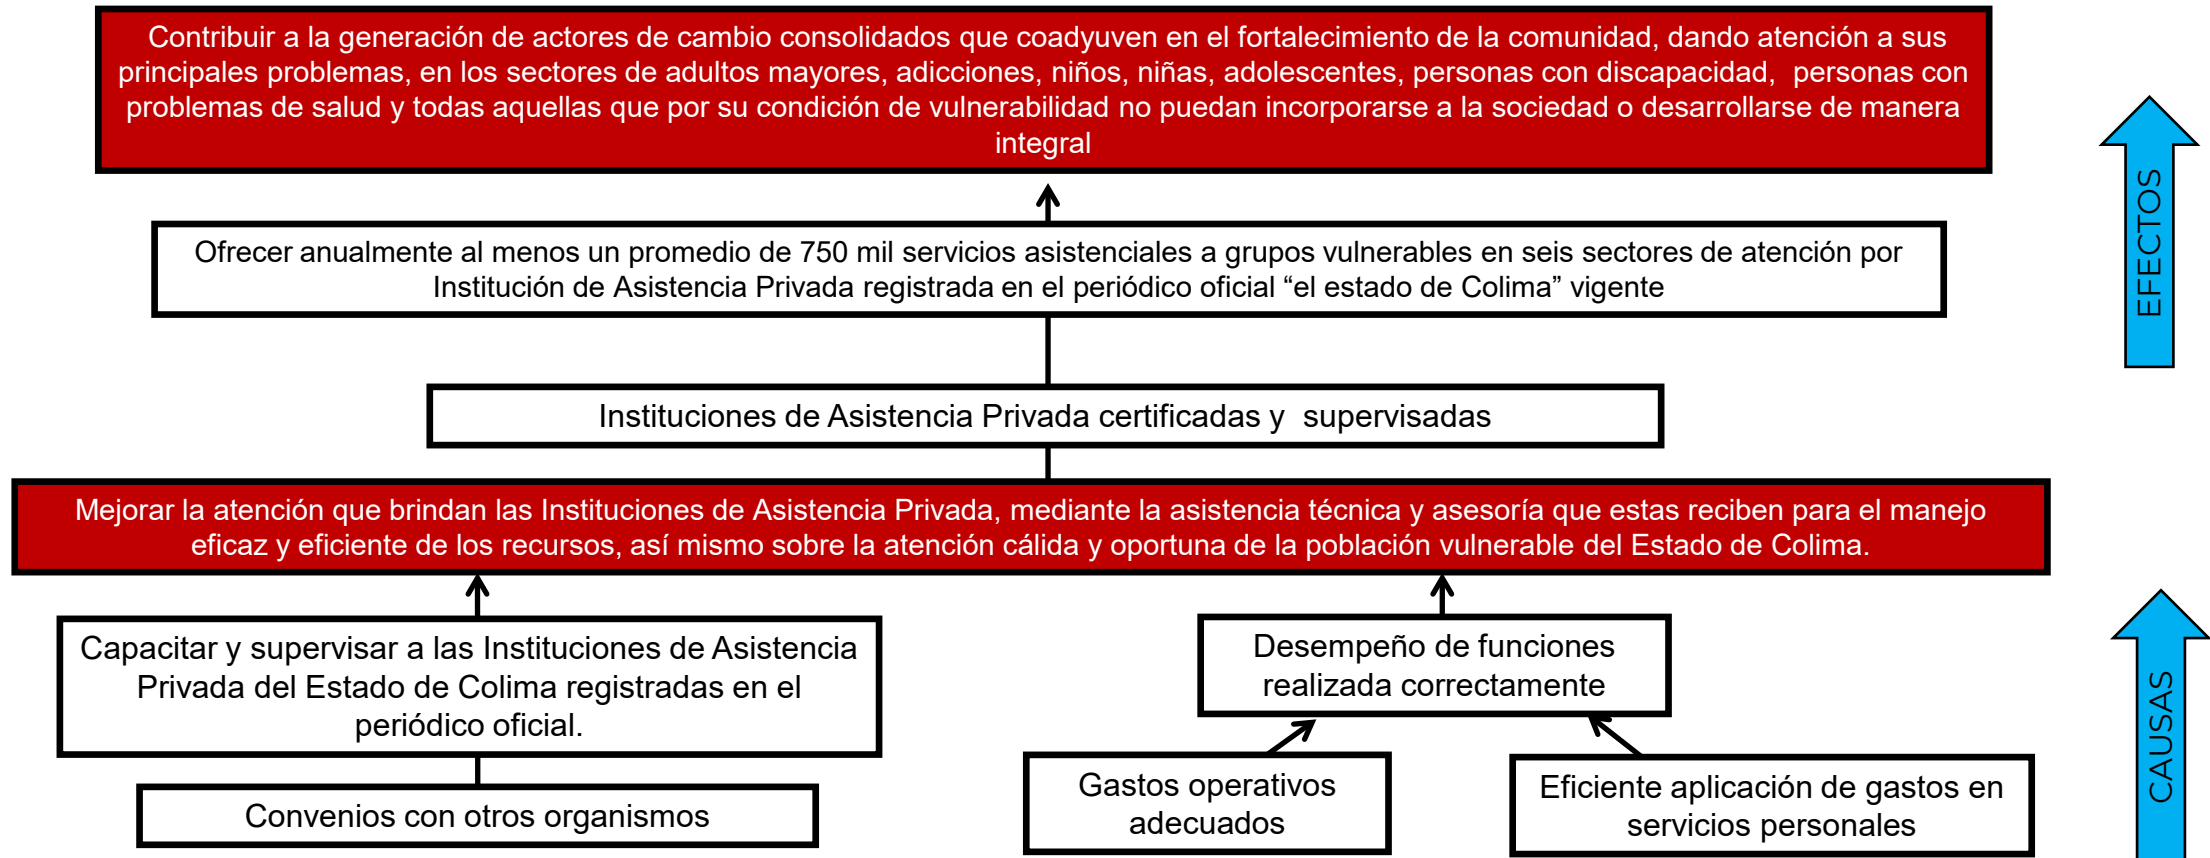 Contribuir a la generación de actores de cambio consolidados que coadyuven en el fortalecimiento de la comunidad, dando atención a sus
principales problemas, en los sectores de adultos mayores, adicciones, niños, niñas, adolescentes, personas con discapacidad, personas con
problemas de salud y todas aquellas que por su condición de vulnerabilidad no puedan incorporarse a la sociedad o desarrollarse de manera
integral
EFECTOS
Ofrecer anualmente al menos un promedio de 750 mil servicios asistenciales a grupos vulnerables en seis sectores de atención por
Institución de Asistencia Privada registrada en el periódico oficial “el estado de Colima” vigente
Instituciones de Asistencia Privada certificadas y supervisadas
Mejorar la atención que brindan las Instituciones de Asistencia Privada, mediante la asistencia técnica y asesoría que estas reciben para el manejo
eficaz y eficiente de los recursos, así mismo sobre la atención cálida y oportuna de la población vulnerable del Estado de Colima.
Capacitar y supervisar a las Instituciones de Asistencia
Privada del Estado de Colima registradas en el
periódico oficial.
Desempeño de funciones
realizada correctamente
CAUSAS
Convenios con otros organismos
Gastos operativos
adecuados
Eficiente aplicación de gastos en
servicios personales